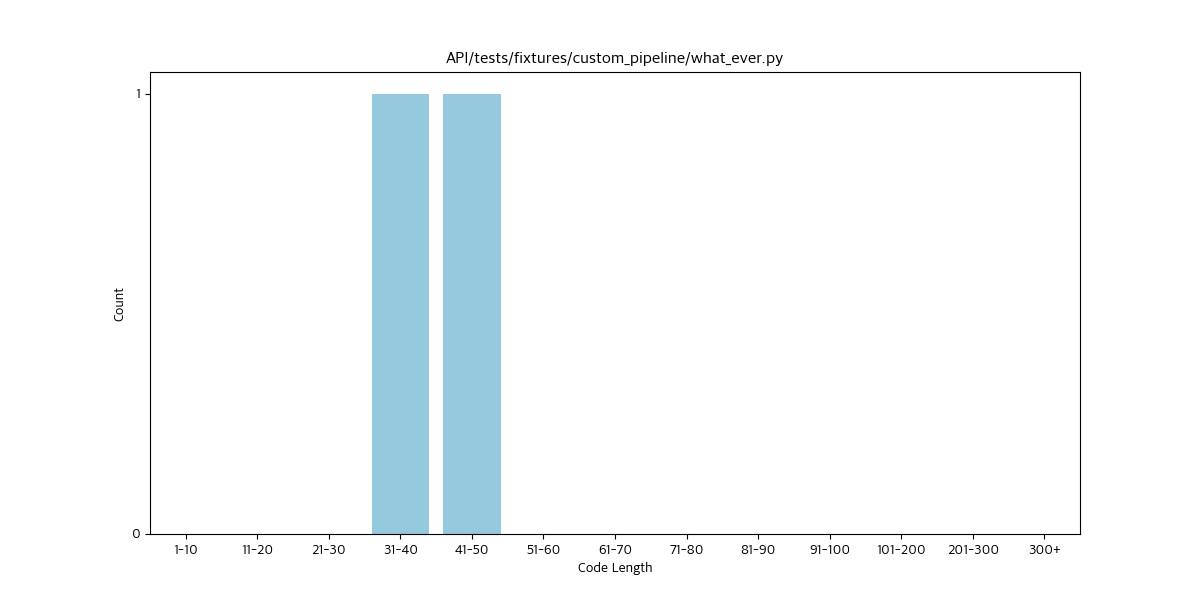 API/tests/fixtures/custom_pipeline/what_ever.py
1
Count
0
1-10 11-20 21-30 31-40 41-50 51-60 61-70 71-80 81-90 91-100 101-200 201-300 300+
Code Length